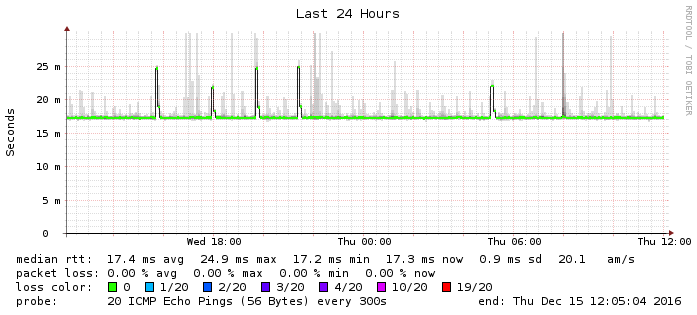 Last 24 Hours
RRDTOOL / TOBI OETIKER
Seconds
25 m
20 m
15 m
10 m
5 m
0
Wed 18:00 Thu 00:00 Thu 06:00 Thu 12:00
median rtt: 17.4 ms avg 24.9 ms max 17.2 ms min 17.3 ms now 0.9 ms sd 20.1 am/s
packet loss: 0.00 % avg 0.00 % max 0.00 % min 0.00 % now
loss color: 0 1/20 2/20 3/20 4/20 10/20 19/20
probe: 20 ICMP Echo Pings (56 Bytes) every 300s end: Thu Dec 15 12:05:04 2016